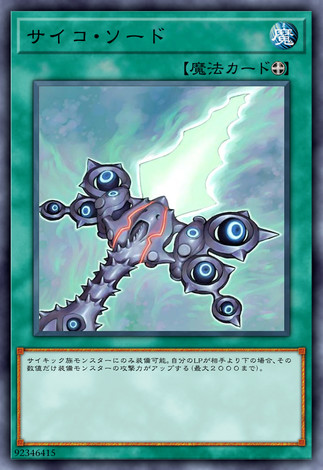 サイコ・ソード
魔
【魔法カード】
サイキック族モンスターにのみ装備可能。自分のLPが相手より下の場合、その
数値だけ装備モンスターの攻撃力がアップする(最大2000まで)。
92346415